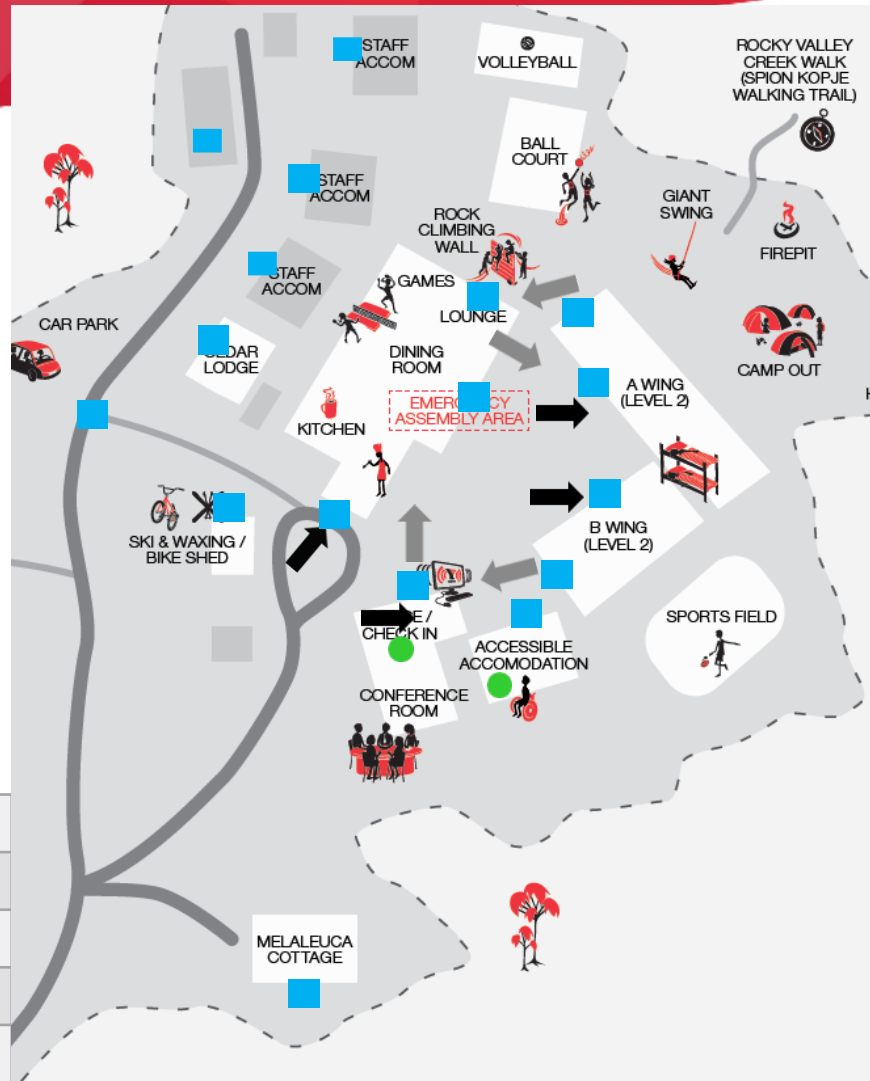 STAFF
ACCOM
VOLLEYBALL
ROCKY VALLEY
CREEK WALK
(SPION KOPJE
WALKING TRAIL)
BALL
COURT
STAFF
ACCOM
GIANT
SWING
ROCK
CLIMBING
WALL
FIREPIT
STAFF
ACCOM
GAMES
LOUNGE
CAR PARK
LODGE
DINING
ROOM
CAMP OUT
A WING
(LEVEL 2)
ASSEMBLY AREA
KITCHEN
B WING
(LEVEL 2)
SKI & WAXING /
BIKE SHED
SPORTS FIELD
CHECK IN
ACCESSIBLE
ACCOMODATION
CONFERENCE
ROOM
MELALEUCA
COTTAGE